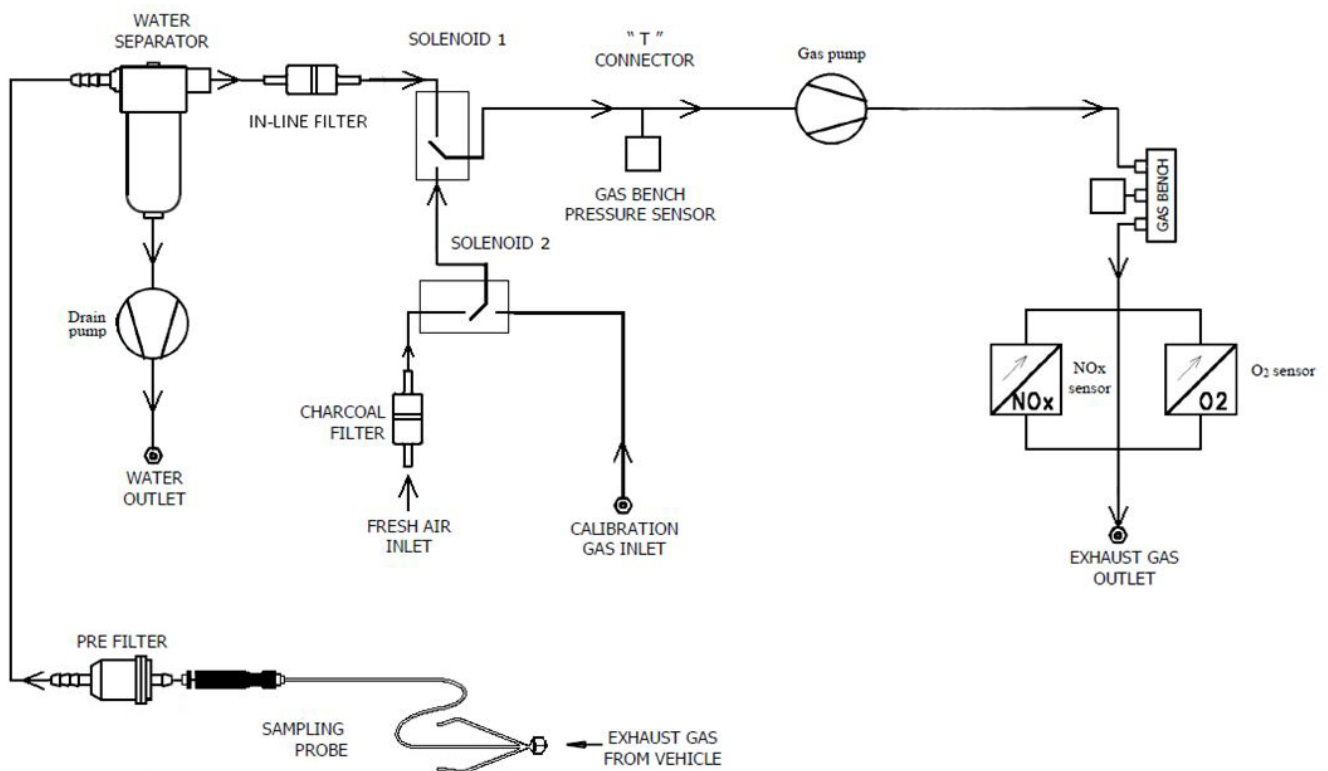 WATER
SEPARATOR
SOLENOID 1
IN-LINE FILTER
" T "
CONNECTOR
Gas pump
GAS BENCH
PRESSURE SENSOR
GAS BENCH
SOLENOID 2
Drain
pump
WATER
OUTLET
CHARCOAL
FILTER
FRESH AIR
INLET
CALIBRATION
GAS INLET
NOx
NOx
sensor
O2
O₂ sensor
EXHAUST GAS
OUTLET
PRE FILTER
SAMPLING
PROBE
EXHAUST GAS
FROM VEHICLE